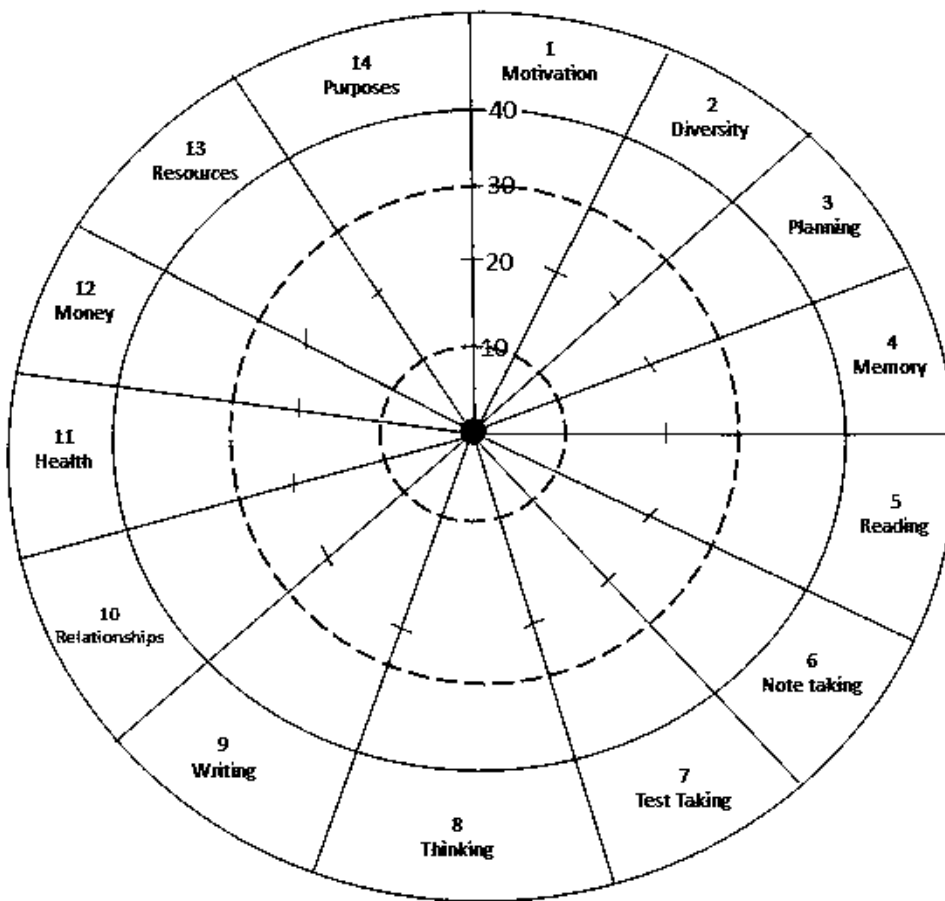 1
Motivation
2
Diversity
3
Planning
4
Memory
5
Reading
6
Note taking
7
Test Taking
8
Thinking
9
Writing
10
Relationships
11
Health
12
Money
13
Resources
14
Purposes
40
30
20
10